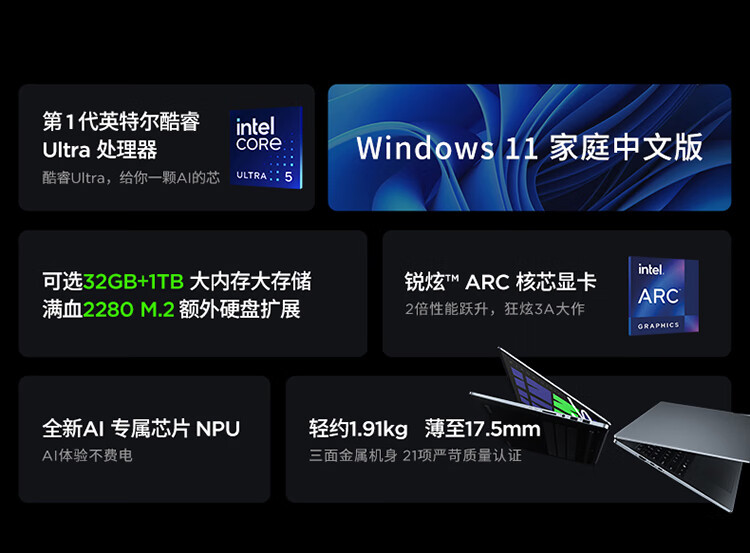 第1代英特尔酷睿
Ultra 处理器
酷睿Ultra，给你一颗AI的芯
intel
CORE
ULTRA 5
Windows 11 家庭中文版
可选32GB+1TB 大内存大存储
满血2280 M.2 额外硬盘扩展
锐炫™ ARC 核芯显卡
2倍性能跃升，狂炫3A大作
intel
ARC
GRAPHICS
全新AI 专属芯片 NPU
AI体验不费电
轻约1.91kg 薄至17.5mm
三面金属机身 21项严苛质量认证